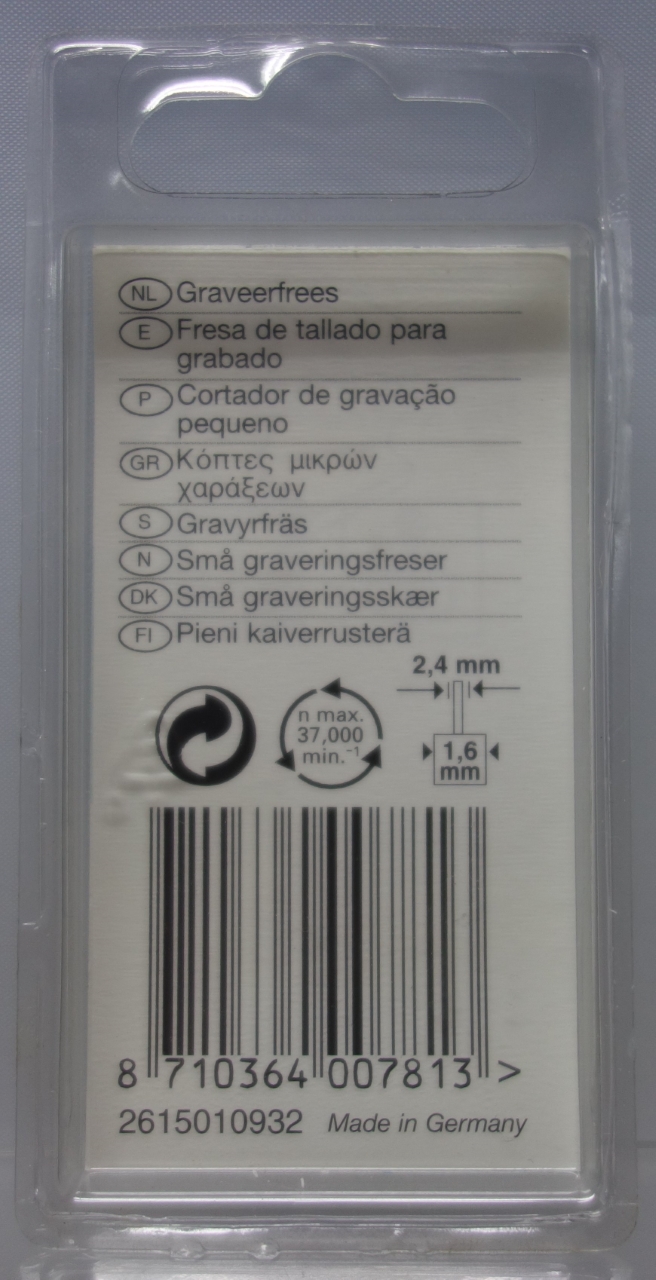 NL Graveerfrees
E Fresa de tallado para
grabado
P Cortador de gravação
pequeno
GR Κόπτες μικρών
χαράξεων
S Gravyrfräs
N Små graveringsfreser
DK Små graveringsskær
FI Pieni kaiverrusterä
2,4 mm
n max.
37,000
min.⁻¹
1,6
mm
8 710364 007813 >
2615010932 Made in Germany